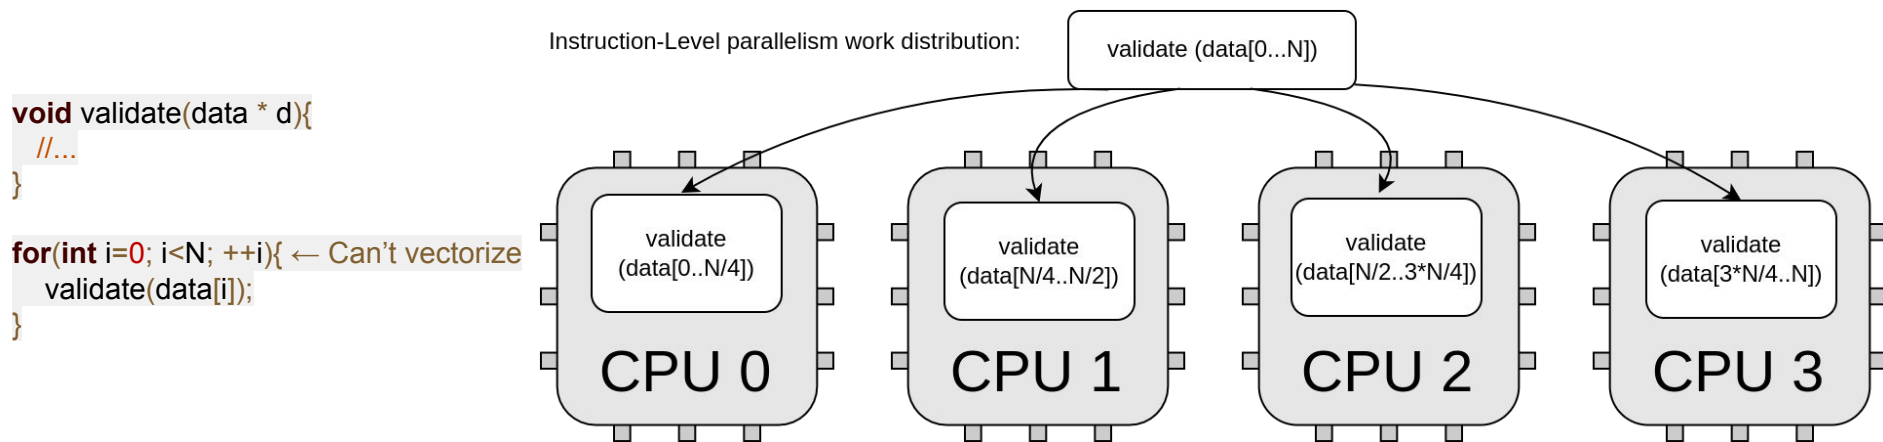 void validate(data * d){
//...
}
for(int i=0; i<N; ++i){ ← Can’t vectorize
validate(data[i]);
}
Instruction-Level parallelism work distribution:
validate (data[0...N])
validate
(data[0..N/4])
CPU 0
validate
(data[N/4..N/2])
CPU 1
validate
(data[N/2..3*N/4])
CPU 2
validate
(data[3*N/4..N])
CPU 3